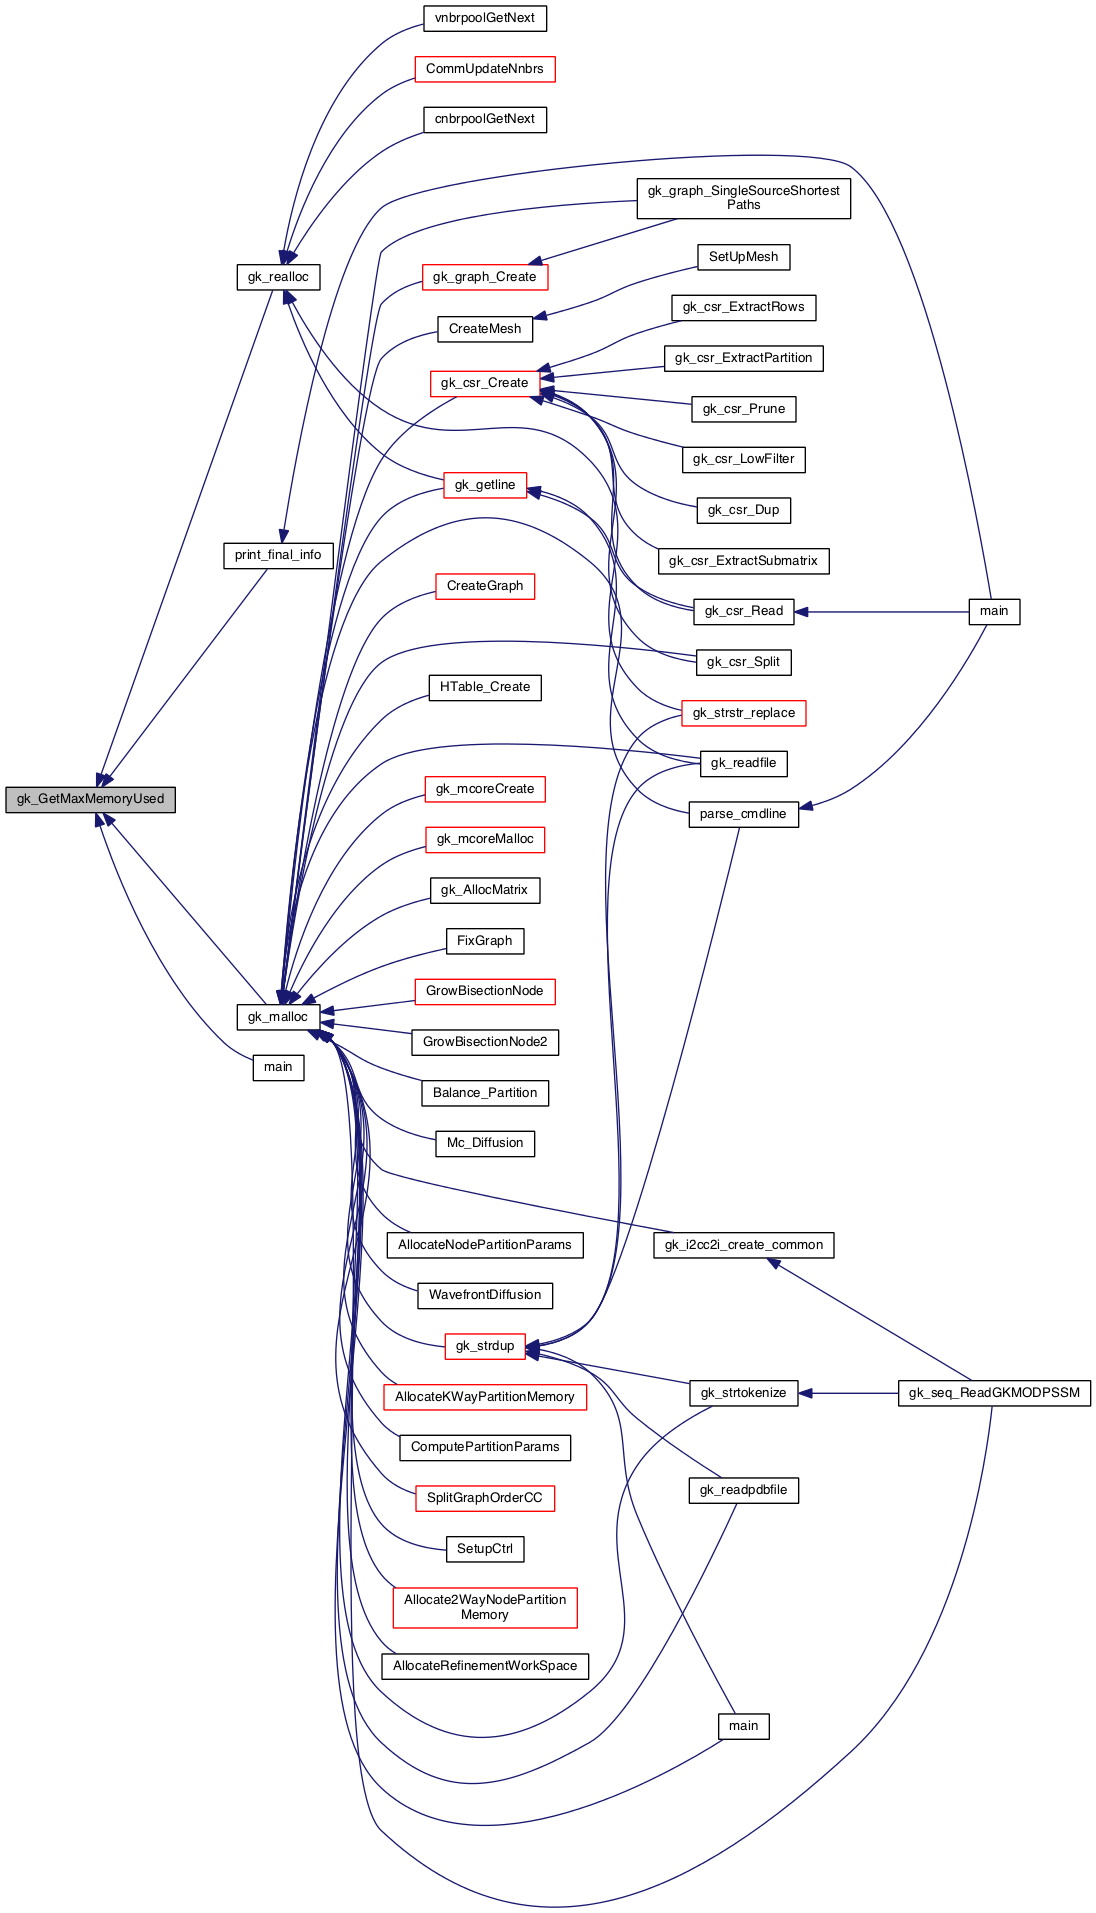 vnbrpoolGetNext
CommUpdateNnbrs
cnbrpoolGetNext
gk_graph_SingleSourceShortest
Paths
SetUpMesh
gk_realloc
gk_graph_Create
gk_csr_ExtractRows
CreateMesh
gk_csr_ExtractPartition
gk_csr_Create
gk_csr_Prune
gk_csr_LowFilter
gk_getline
gk_csr_Dup
print_final_info
gk_csr_ExtractSubmatrix
CreateGraph
gk_csr_Read
main
gk_csr_Split
HTable_Create
gk_strstr_replace
gk_readfile
gk_mcoreCreate
gk_GetMaxMemoryUsed
parse_cmdline
gk_mcoreMalloc
gk_AllocMatrix
FixGraph
GrowBisectionNode
gk_malloc
GrowBisectionNode2
main
Balance_Partition
Mc_Diffusion
AllocateNodePartitionParams
gk_i2cc2i_create_common
WavefrontDiffusion
gk_strdup
AllocateKWayPartitionMemory
gk_strtokenize
gk_seq_ReadGKMODPSSM
ComputePartitionParams
gk_readpdbfile
SplitGraphOrderCC
SetupCtrl
Allocate2WayNodePartition
Memory
AllocateRefinementWorkSpace
main